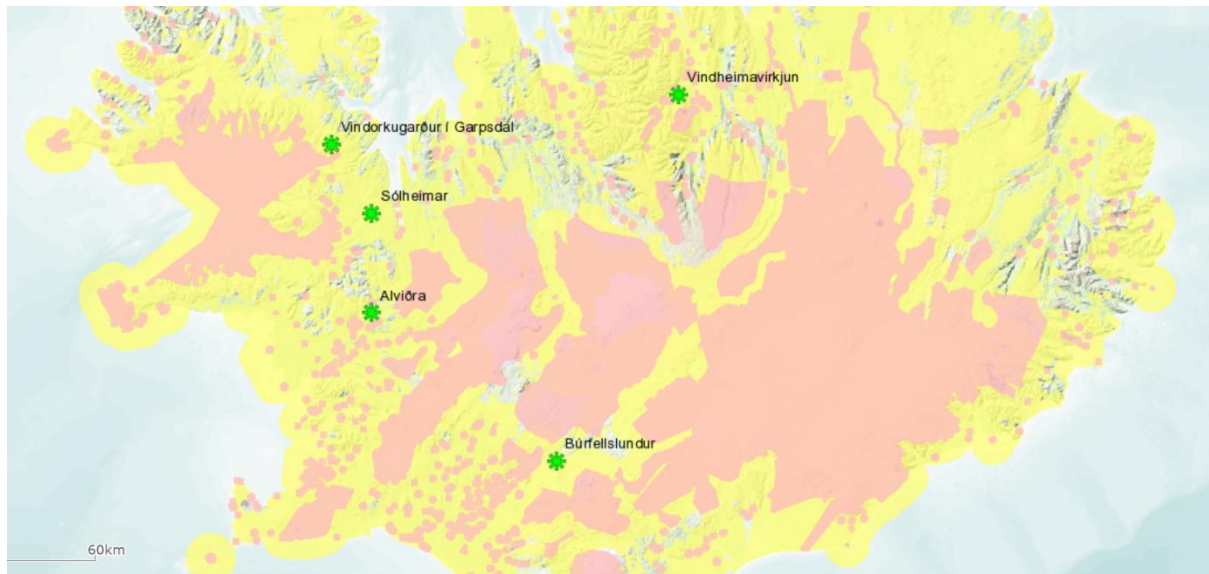 Vindheimavirkjun
Vindorkugarður í Garpsdal
Sólheimar
Alviðra
Búrfellslundur
60km